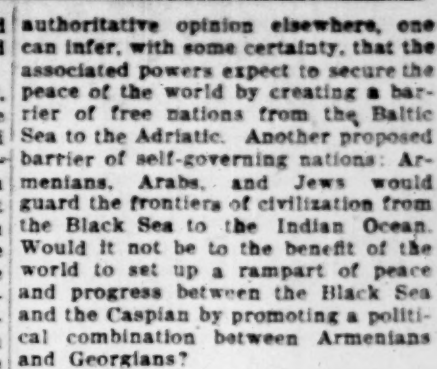 authoritative opinion elsewhere, one
can infer, with some certainty, that the
associated powers expect to secure the
peace of the world by creating a bar-
rier of free nations from the Baltic
Sea to the Adriatic. Another proposed
barrier of self-governing nations: Ar-
menians, Arabs, and Jews would
guard the frontiers of civilization from
the Black Sea to the Indian Ocean.
Would it not be to the benefit of the
world to set up a rampart of peace
and progress between the Black Sea
and the Caspian by promoting a politi-
cal combination between Armenians
and Georgians?